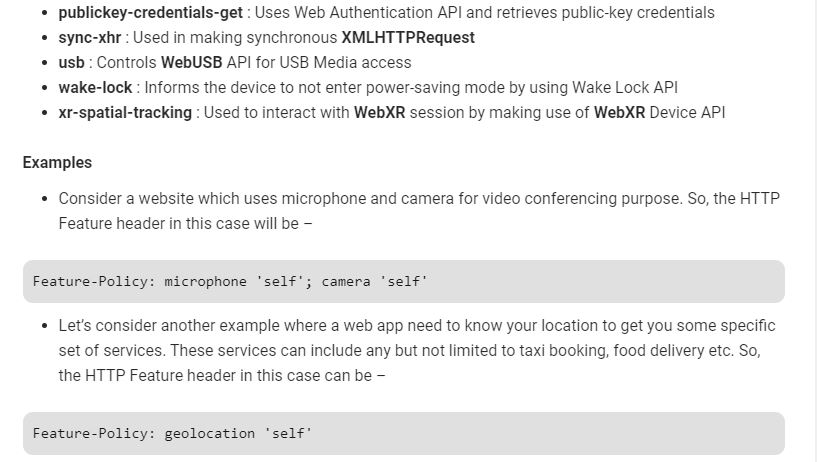 • publickey-credentials-get : Uses Web Authentication API and retrieves public-key credentials
• sync-xhr : Used in making synchronous XMLHTTPRequest
• usb : Controls WebUSB API for USB Media access
• wake-lock : Informs the device to not enter power-saving mode by using Wake Lock API
• xr-spatial-tracking : Used to interact with WebXR session by making use of WebXR Device API
Examples
• Consider a website which uses microphone and camera for video conferencing purpose. So, the HTTP
Feature header in this case will be –
Feature-Policy: microphone 'self'; camera 'self'
• Let’s consider another example where a web app need to know your location to get you some specific
set of services. These services can include any but not limited to taxi booking, food delivery etc. So,
the HTTP Feature header in this case can be –
Feature-Policy: geolocation 'self'